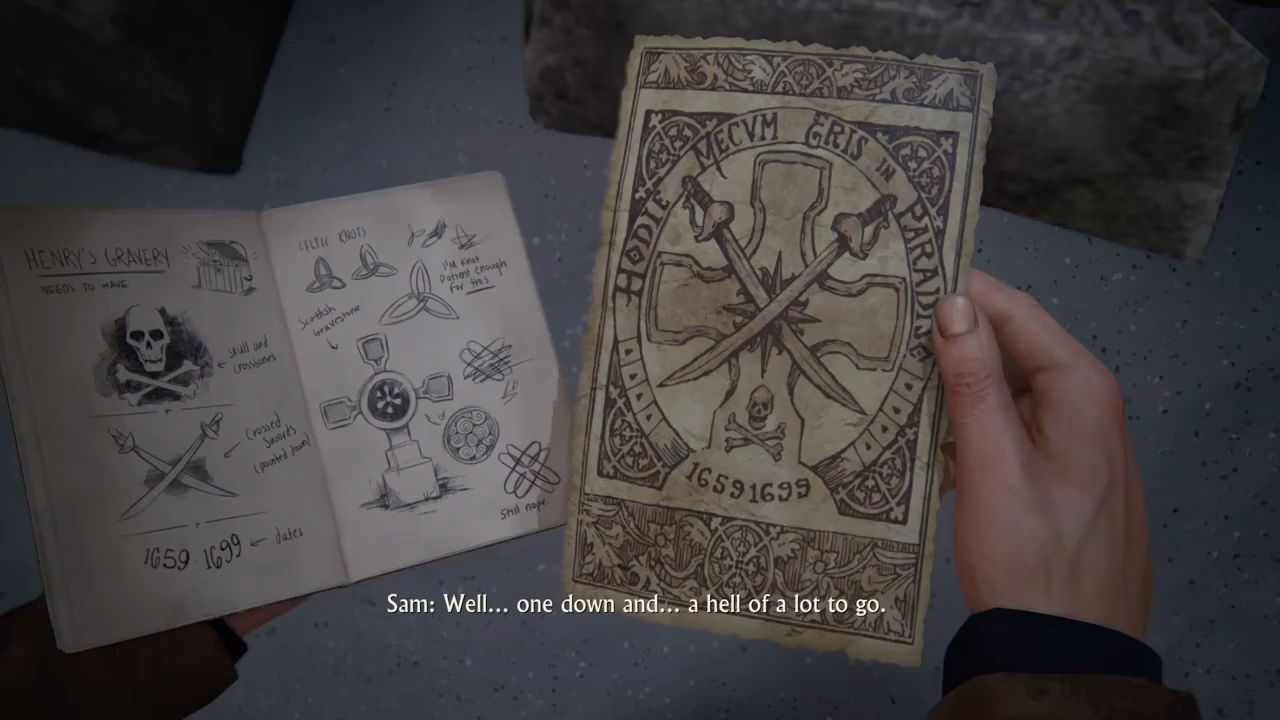 HENRY'S GRAVERY
NEEDS TO HAVE
skull and
crossbones
Crossed
Swords
(pointed down)
1659 · 1699
dates
CELTIC KNOTS
I'M Knot
Patient enough
for this
Scottish
Gravestone
Still nope
HODIE MECVM ERIS IN PARADISE
16591699
Sam: Well... one down and... a hell of a lot to go.